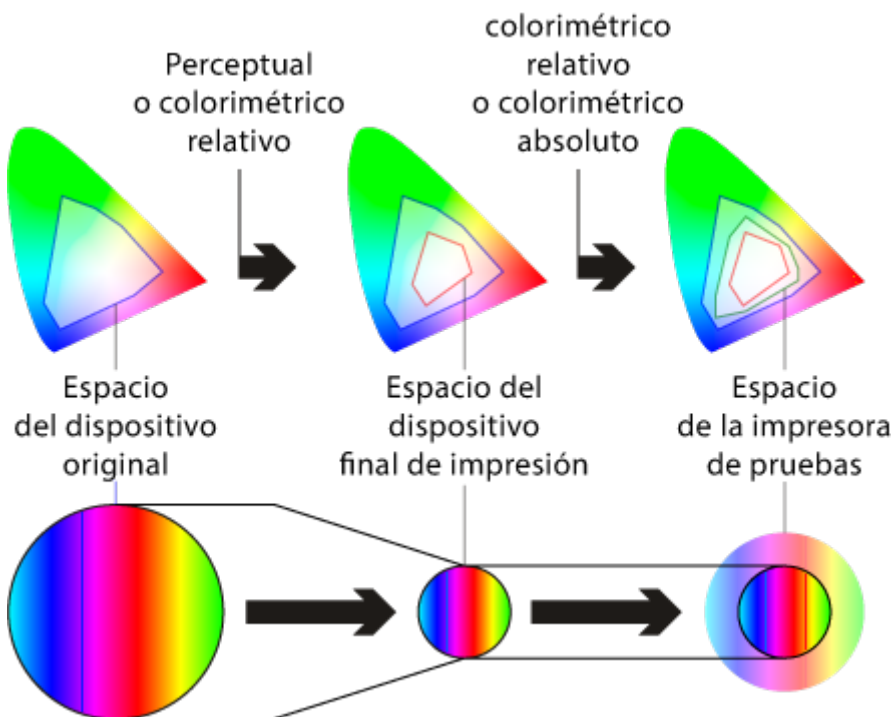 Perceptual
o colorimétrico
relativo
colorimétrico
relativo
o colorimétrico
absoluto
Espacio
del dispositivo
original
Espacio del
dispositivo
final de impresión
Espacio
de la impresora
de pruebas